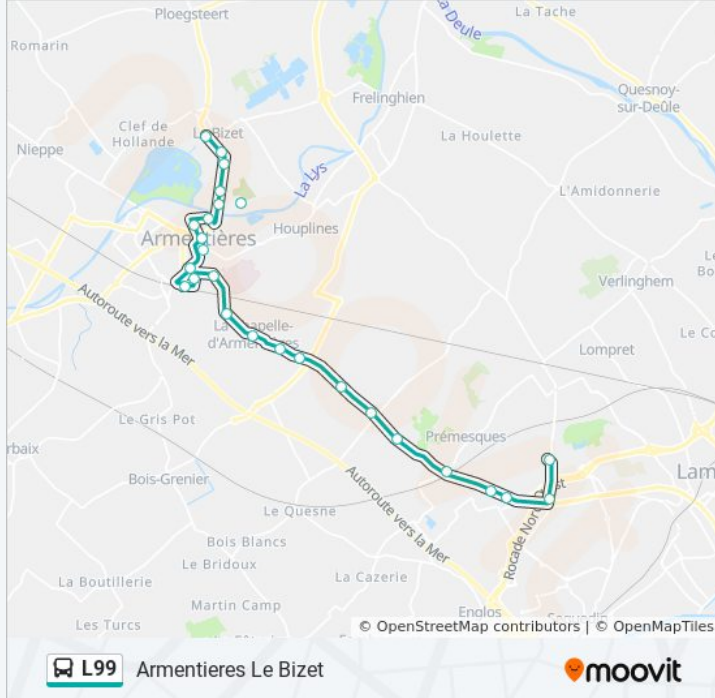 Ploegsteert
La Tache
La Deule
Romarin
Quesnoy-
sur-Deûle
Frelinghien
Clef de
Hollande
Le Bizet
La Houlette
Nieppe
La Lys
L'Amidonnerie
Houplines
Armentières
Verlinghem
Autoroute vers la Mer
La Chapelle-
d'Armentières
Lompret
Le Gris Pot
Prémesques
Bois-Grenier
Lam
Autoroute vers la Mer
Rocade Nord-Ouest
Le Quesne
Bois Blancs
Le Bridoux
La Cazerie
La Boutillerie
Martin Camp
Englos
Les Turcs
© OpenStreetMap contributors | © OpenMapTiles
L99 Armentieres Le Bizet
moovit